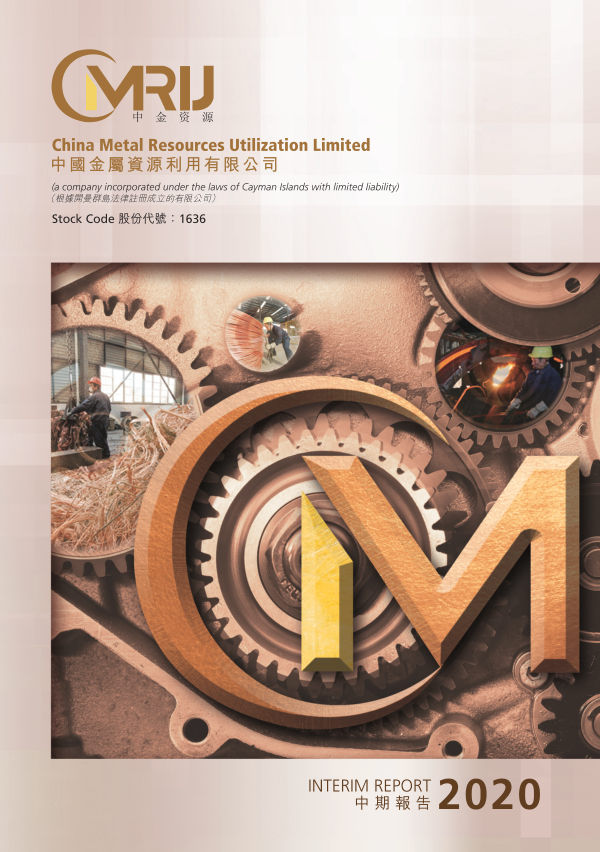 CMRU
中金资源
China Metal Resources Utilization Limited
中國金屬資源利用有限公司
(a company incorporated under the laws of Cayman Islands with limited liability)
（根據開曼群島法律註冊成立的有限公司）
Stock Code 股份代號：1636
CM
INTERIM REPORT 2020
中期報告